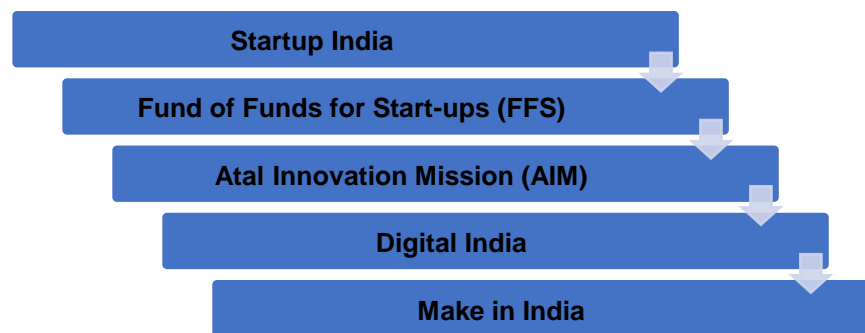 Startup India
Fund of Funds for Start-ups (FFS)
Atal Innovation Mission (AIM)
Digital India
Make in India